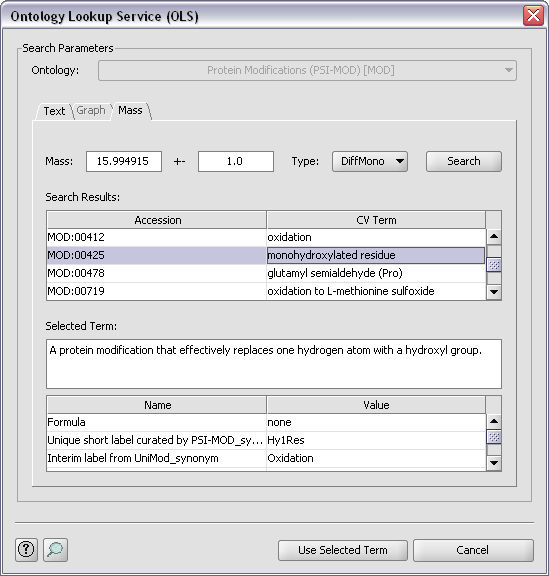 Ontology Lookup Service (OLS)
Search Parameters
Ontology: Protein Modifications (PSI-MOD) [MOD]
Text Graph Mass
Mass: 15.994915 +- 1.0 Type: DiffMono Search
Search Results:
Accession CV Term
MOD:00412 oxidation
MOD:00425 monohydroxylated residue
MOD:00478 glutamyl semialdehyde (Pro)
MOD:00719 oxidation to L-methionine sulfoxide
Selected Term:
A protein modification that effectively replaces one hydrogen atom with a hydroxyl group.
Name Value
Formula none
Unique short label curated by PSI-MOD_sy... Hy1Res
Interim label from UniMod_synonym Oxidation
? Use Selected Term Cancel